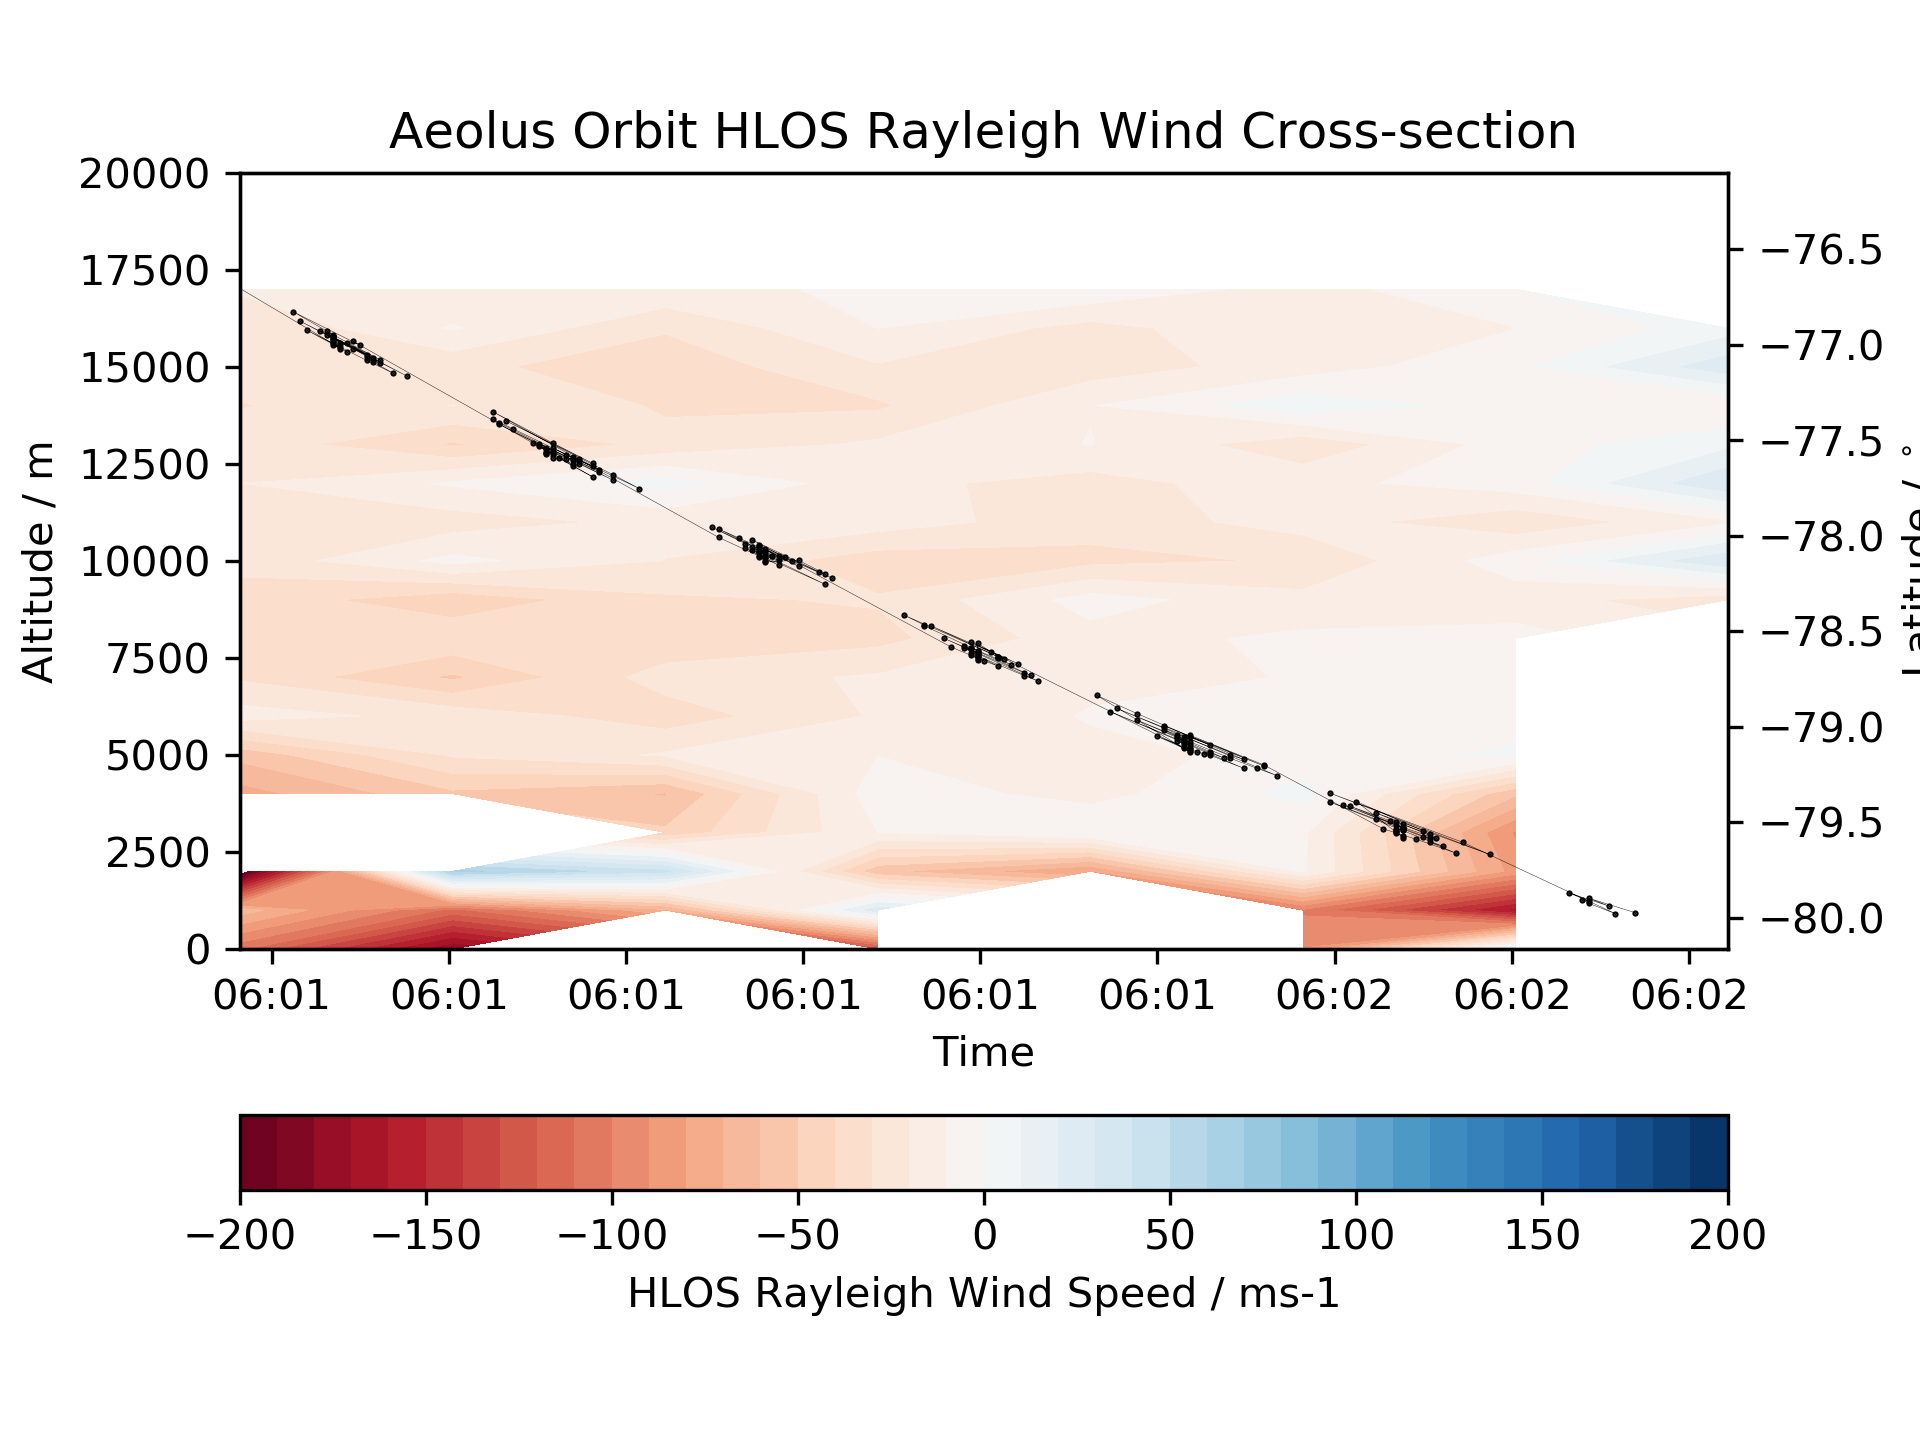 Aeolus Orbit HLOS Rayleigh Wind Cross-section
20000
17500
15000
12500
10000
7500
5000
2500
0
Altitude / m
−76.5
−77.0
−77.5
−78.0
−78.5
−79.0
−79.5
−80.0
Latitude / °
06:01 06:01 06:01 06:01 06:01 06:01 06:02 06:02 06:02
Time
−200 −150 −100 −50 0 50 100 150 200
HLOS Rayleigh Wind Speed / ms-1